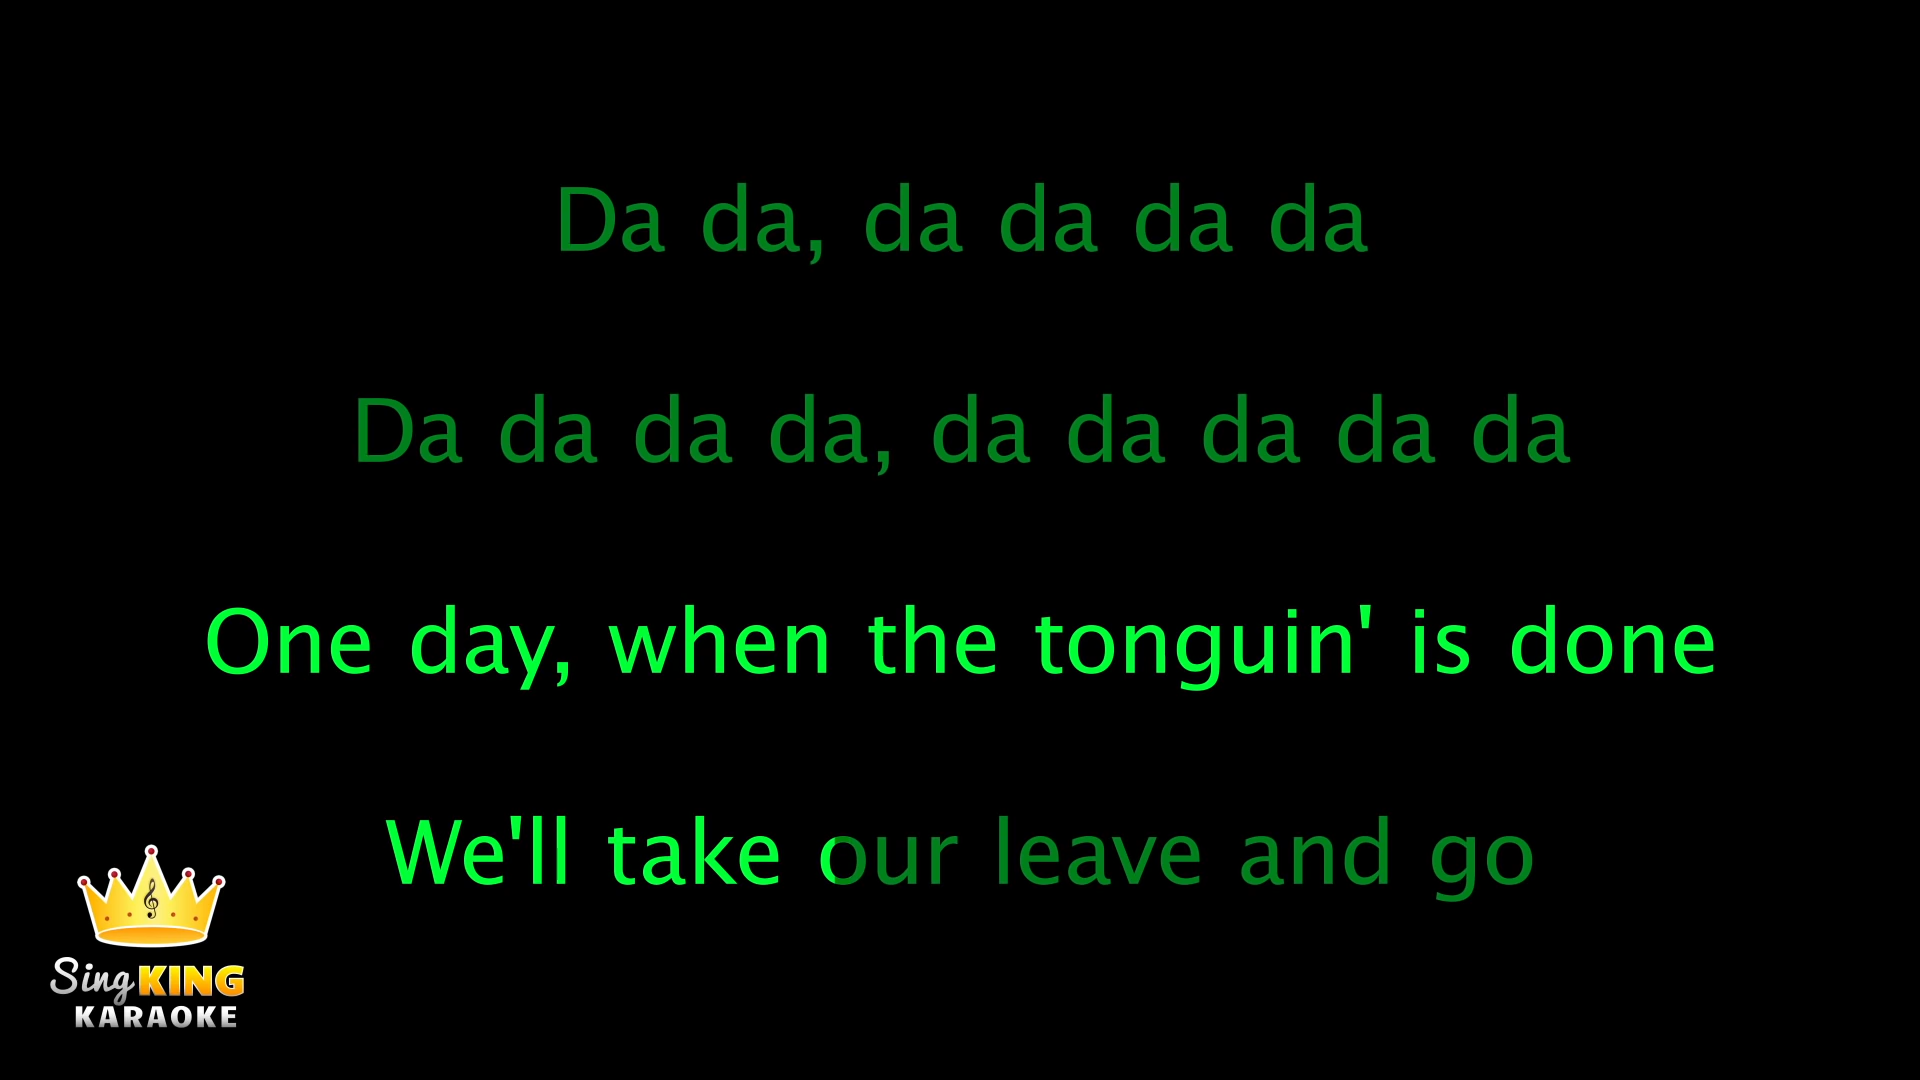 Da da, da da da da
Da da da da, da da da da da
One day, when the tonguin' is done
We'll take our leave and go
Sing KING
KARAOKE